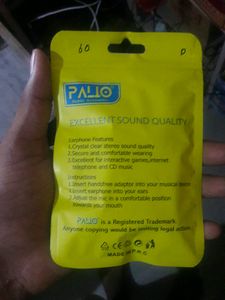 60 D
PALIO
EXCELLENT SOUND QUALITY
Earphone Features
1.Crystal clear stereo sound quality
2.Secure and comfortable wearing
3.Excellent for interactive games,internet
telephone and CD music
Instructions
1.Insert handsfree adaptor into your musical
2.Insert earphone into your ears
3.Adjust the mic in a comfortable position
towards your mouth
PALIO is a Registered Trademark
Anyone copying would be inviting legal action.
CE
MADE IN P.R.C